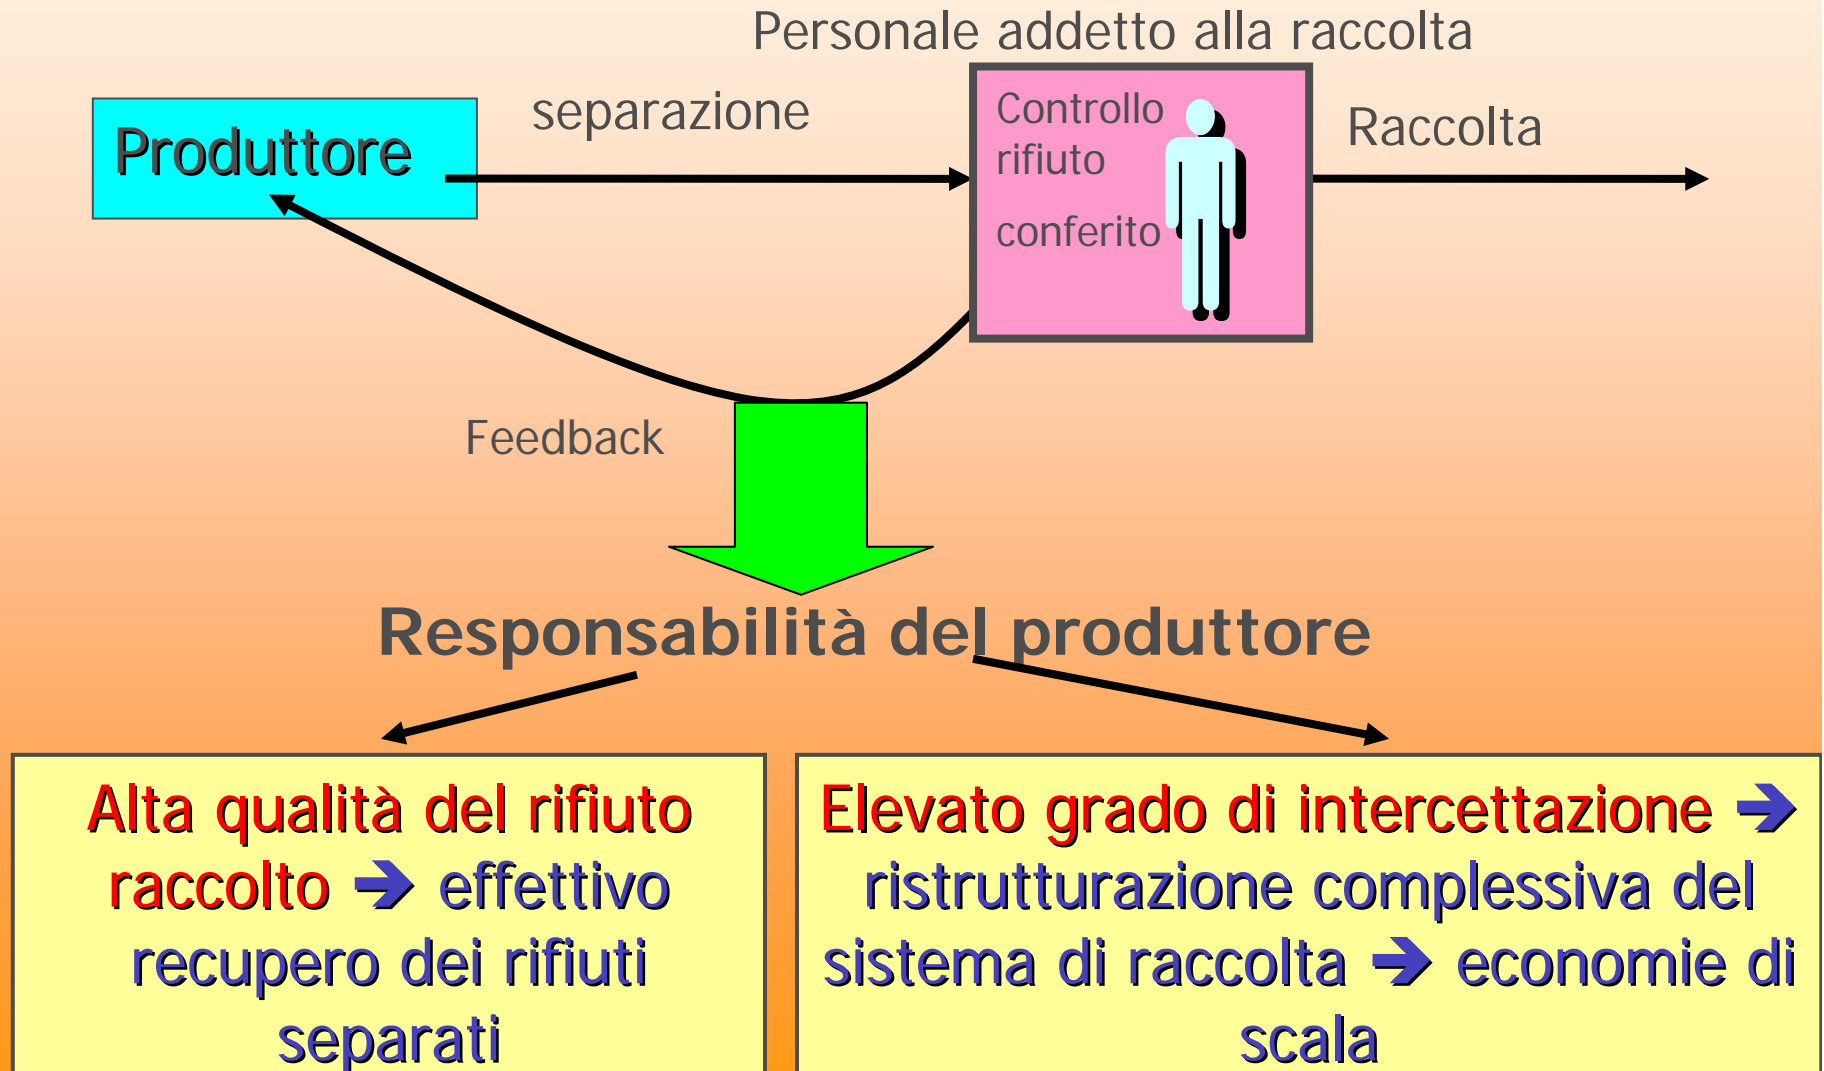 Personale addetto alla raccolta
Produttore
separazione
Controllo
rifiuto
conferito
Raccolta
Feedback
Responsabilità del produttore
Alta qualità del rifiuto
raccolto ➔ effettivo
recupero dei rifiuti
separati
Elevato grado di intercettazione ➔
ristrutturazione complessiva del
sistema di raccolta ➔ economie di
scala